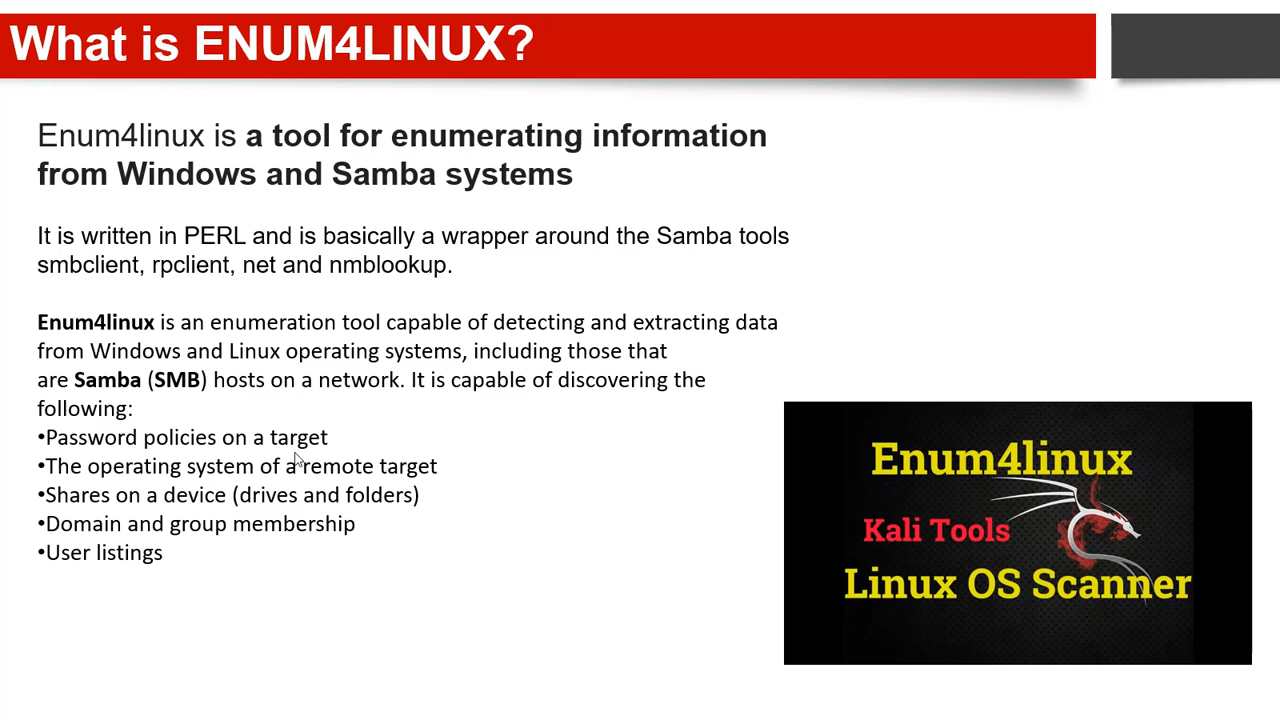 What is ENUM4LINUX?
Enum4linux is a tool for enumerating information
from Windows and Samba systems
It is written in PERL and is basically a wrapper around the Samba tools
smbclient, rpclient, net and nmblookup.
Enum4linux is an enumeration tool capable of detecting and extracting data
from Windows and Linux operating systems, including those that
are Samba (SMB) hosts on a network. It is capable of discovering the
following:
•Password policies on a target
•The operating system of a remote target
•Shares on a device (drives and folders)
•Domain and group membership
•User listings
Enum4linux
Kali Tools
Linux OS Scanner